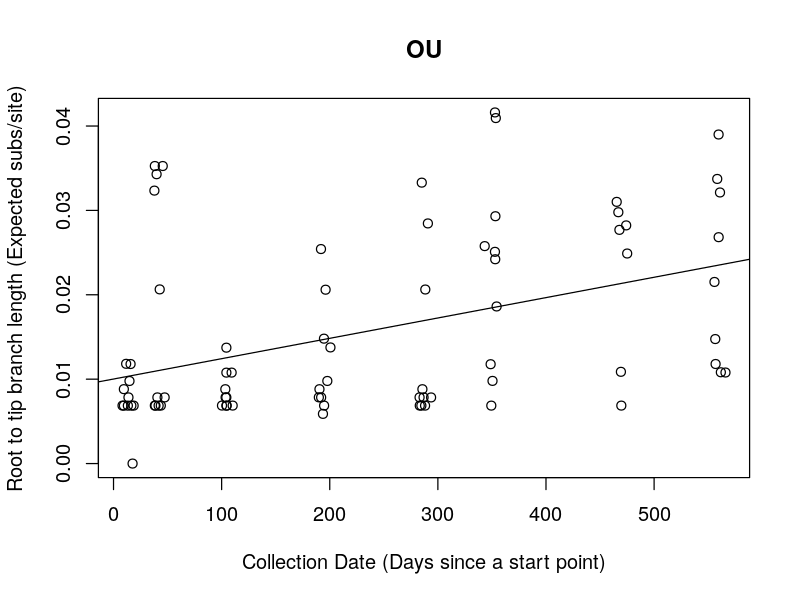 OU
Root to tip branch length (Expected subs/site)
0.04
0.03
0.02
0.01
0.00
0 100 200 300 400 500
Collection Date (Days since a start point)